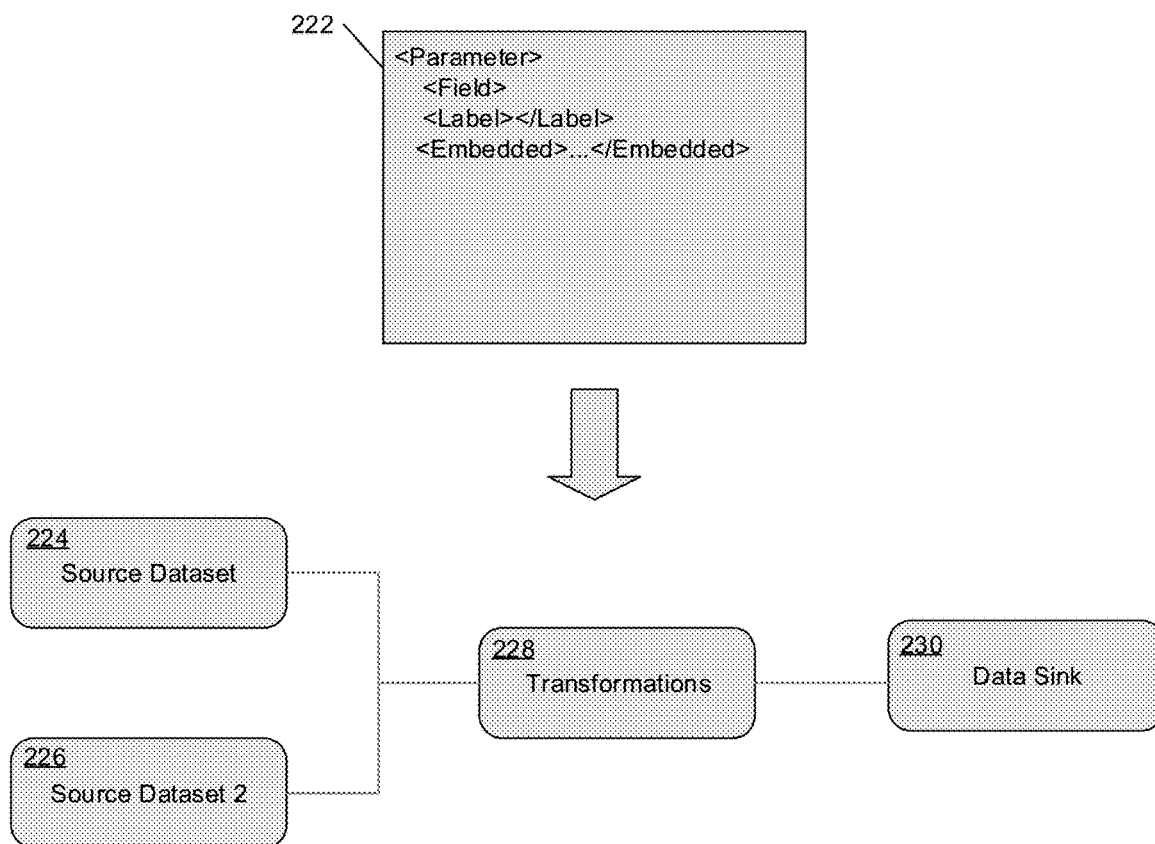 222
<Parameter>
<Field>
<Label></Label>
<Embedded>...</Embedded>
224
Source Dataset
228
Transformations
230
Data Sink
226
Source Dataset 2